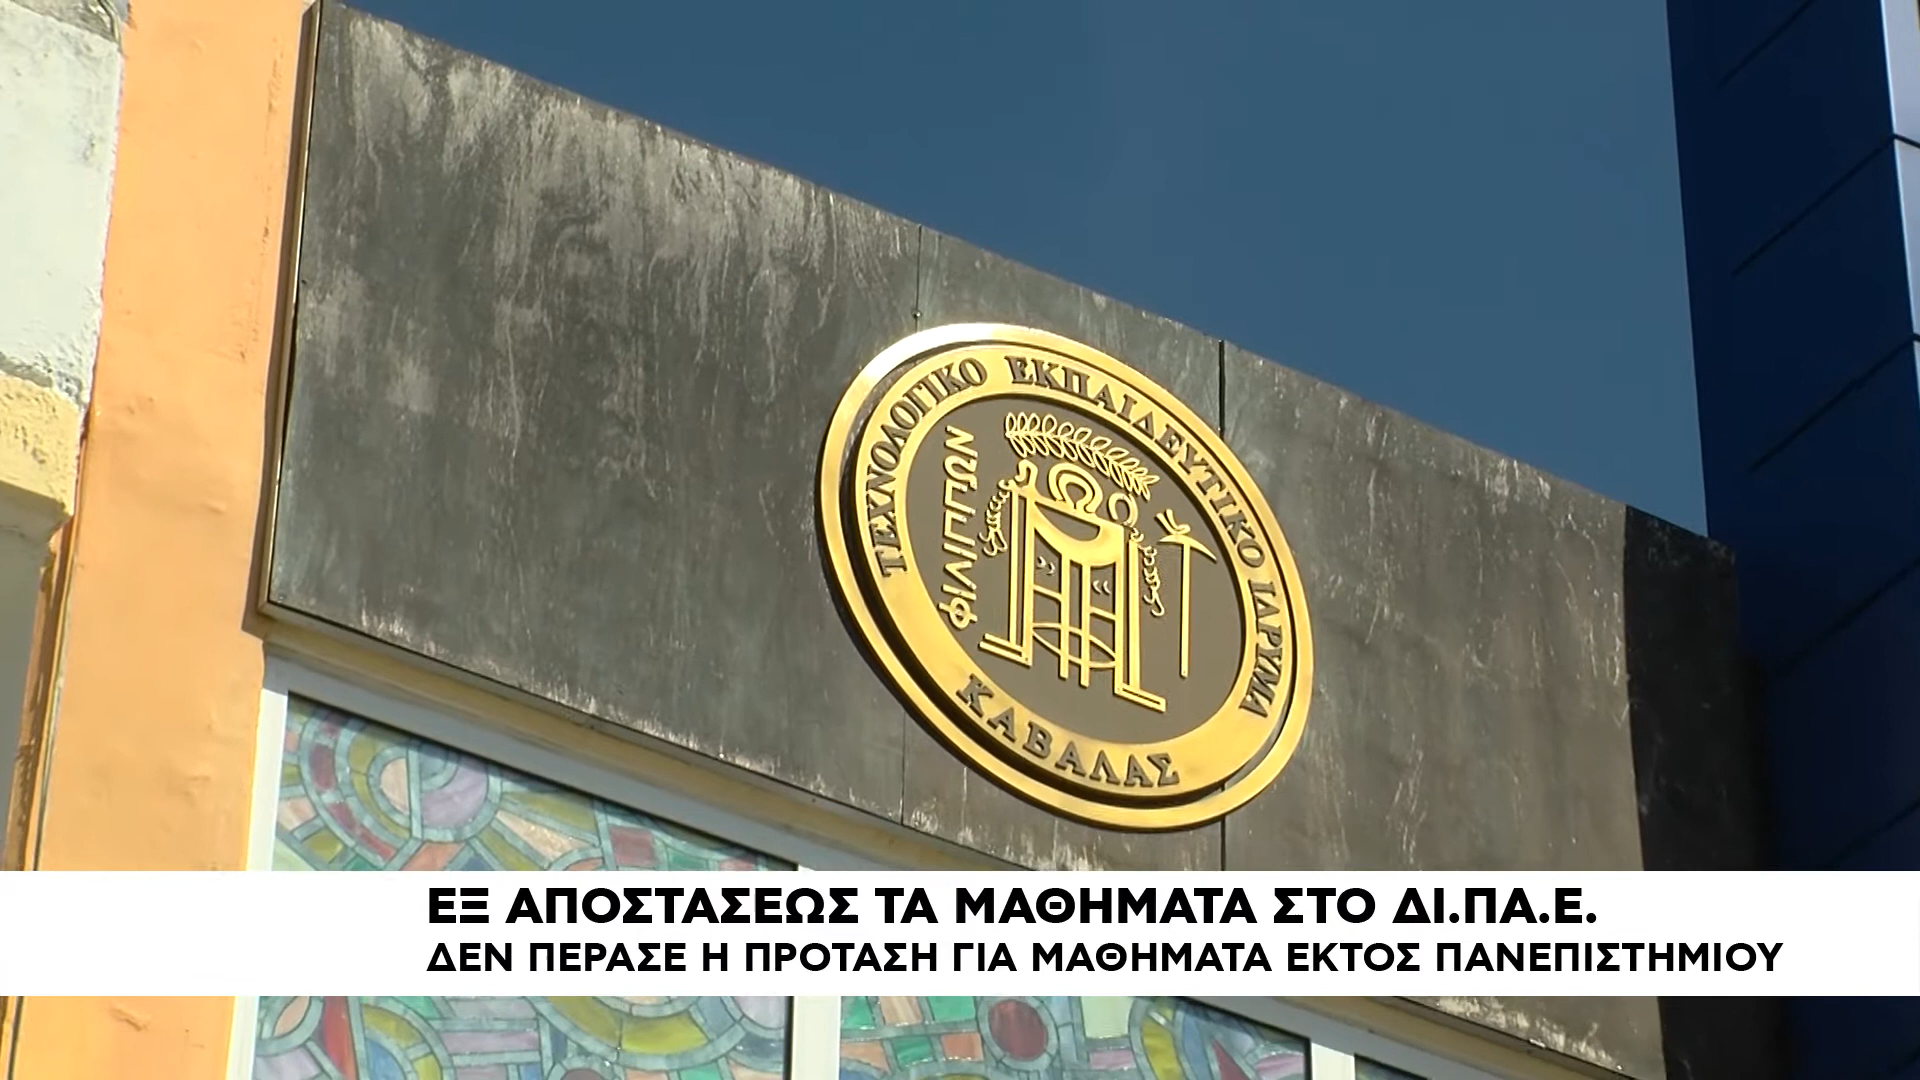 ΤΕΧΝΟΛΟΓΙΚΟ ΕΚΠΑΙΔΕΥΤΙΚΟ ΙΔΡΥΜΑ
ΦΙΛΙΠΠΩΝ
ΚΑΒΑΛΑΣ
ΕΞ ΑΠΟΣΤΑΣΕΩΣ ΤΑ ΜΑΘΗΜΑΤΑ ΣΤΟ ΔΙ.ΠΑ.Ε.
ΔΕΝ ΠΕΡΑΣΕ Η ΠΡΟΤΑΣΗ ΓΙΑ ΜΑΘΗΜΑΤΑ ΕΚΤΟΣ ΠΑΝΕΠΙΣΤΗΜΙΟΥ